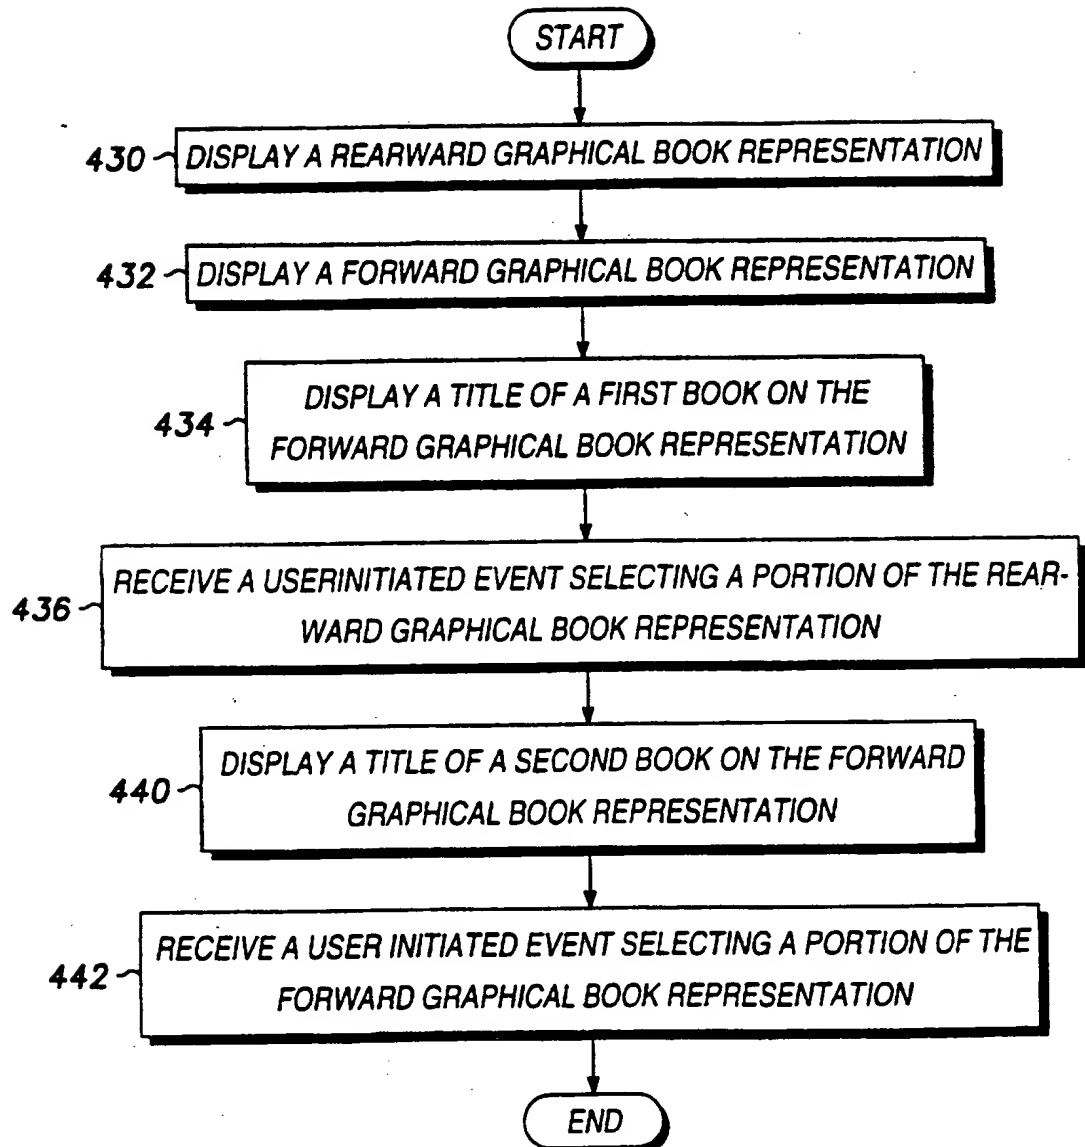 START
430 DISPLAY A REARWARD GRAPHICAL BOOK REPRESENTATION
432 DISPLAY A FORWARD GRAPHICAL BOOK REPRESENTATION
DISPLAY A TITLE OF A FIRST BOOK ON THE
434 FORWARD GRAPHICAL BOOK REPRESENTATION
RECEIVE A USERINITIATED EVENT SELECTING A PORTION OF THE REAR-
436 WARD GRAPHICAL BOOK REPRESENTATION
DISPLAY A TITLE OF A SECOND BOOK ON THE FORWARD
440 GRAPHICAL BOOK REPRESENTATION
RECEIVE A USER INITIATED EVENT SELECTING A PORTION OF THE
442 FORWARD GRAPHICAL BOOK REPRESENTATION
END